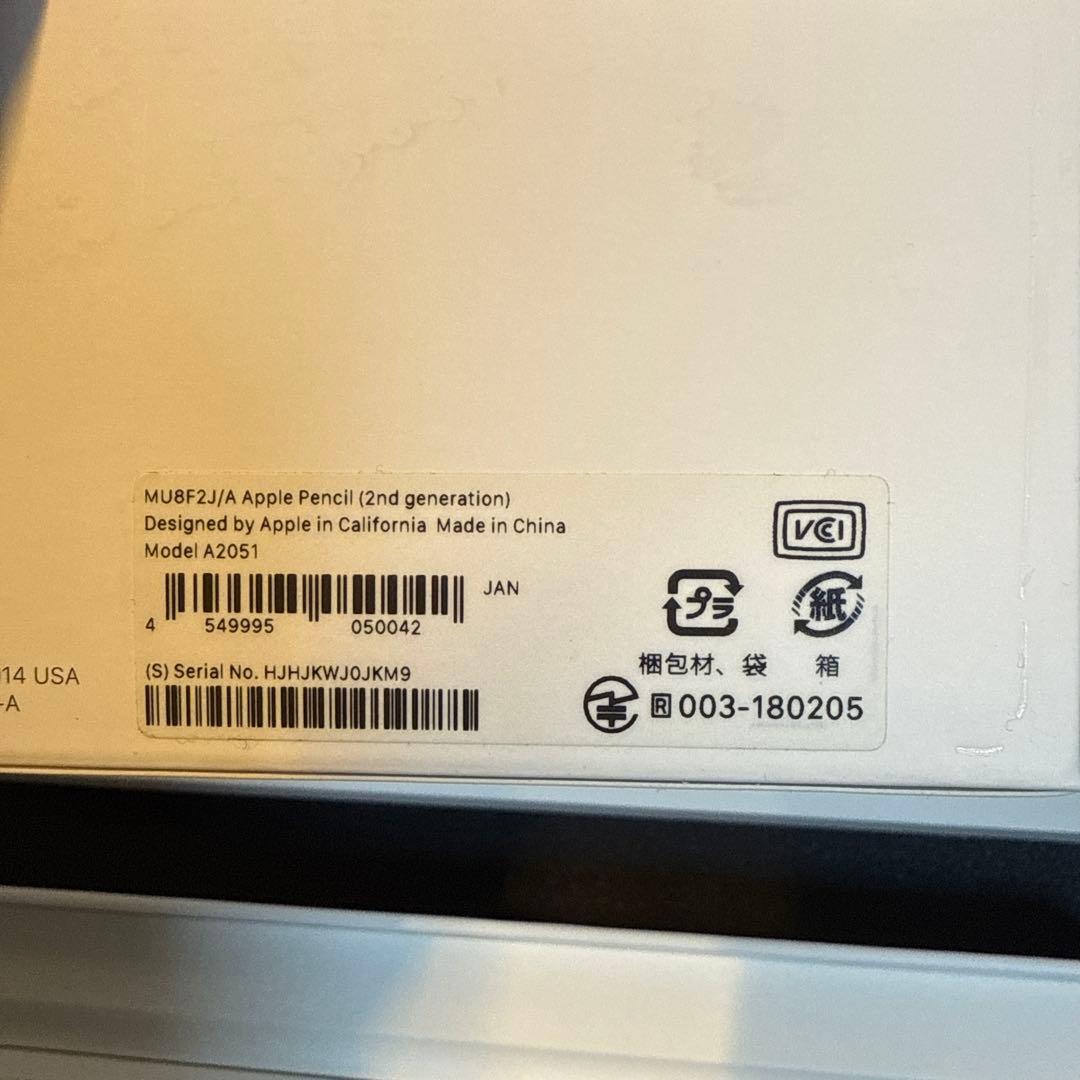 MU8F2J/A Apple Pencil (2nd generation)
Designed by Apple in California Made in China
Model A2051
VCI
JAN
4 549995 050042
プラ
紙
梱包材、袋
箱
(S) Serial No. HJHJKWJ0JKM9
R 003-180205
14 USA
-A